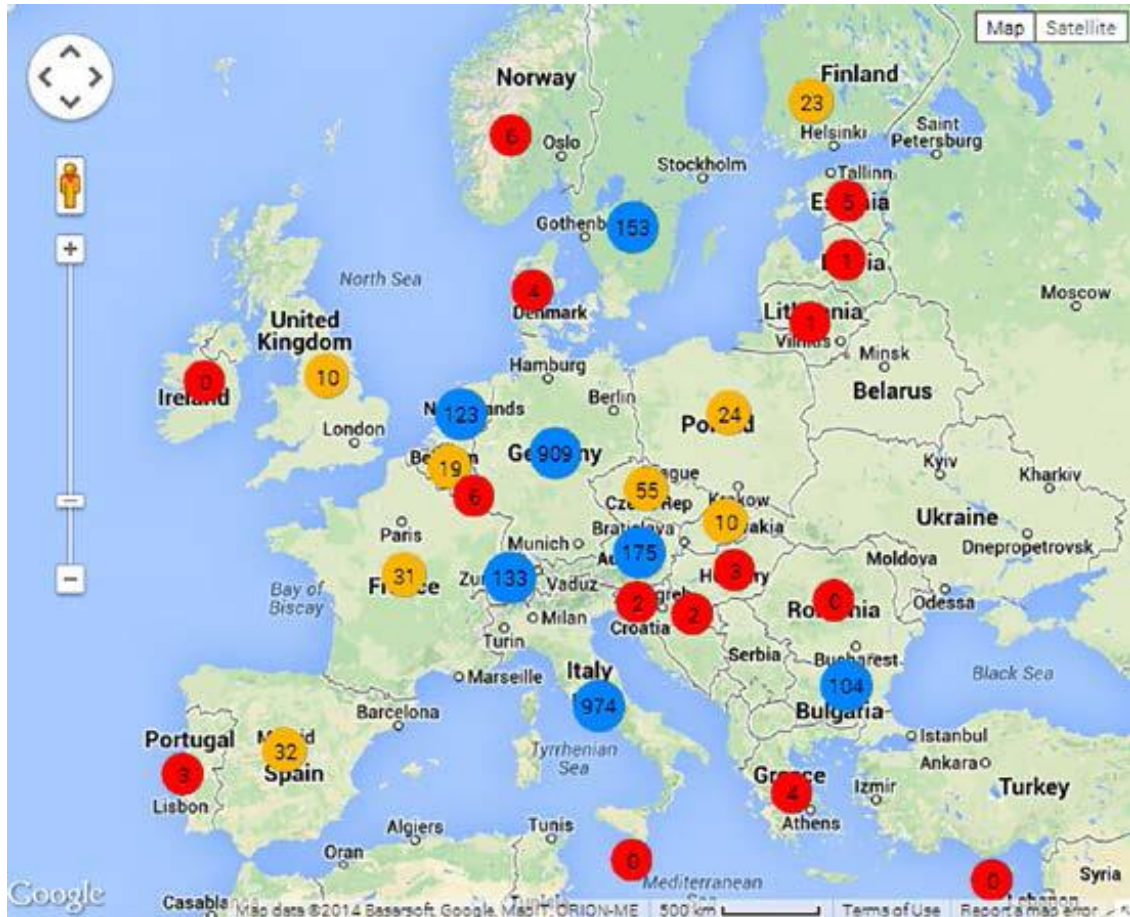 Map Satellite
Norway
Finland
23
6
Oslo
Helsinki
Saint
Petersburg
Stockholm
Tallinn
5
153
1
North Sea
4
Denmark
Moscow
1
United
Kingdom
Minsk
Hamburg
10
0
Ireland
Berlin
Belarus
123
24
London
909
19
Kyiv
Kharkiv
6
55
10
Ukraine
Paris
Munich
175
Dnepropetrovsk
Moldova
31
133
Vaduz
3
Bay of
Biscay
2
2
0
Odessa
Milan
Croatia
Turin
Serbia
Italy
Marseille
104
Black Sea
974
Bulgaria
Barcelona
Portugal
32
Spain
Tyrrhenian
Sea
Istanbul
3
Ankara
Lisbon
4
Izmir
Turkey
Athens
Algiers
Tunis
Oran
0
Mediterranean
Sea
0
Syria
Google
Map data ©2014 Basarsoft, Google, MapIT, ORION-ME 500 km Terms of Use Report a map error